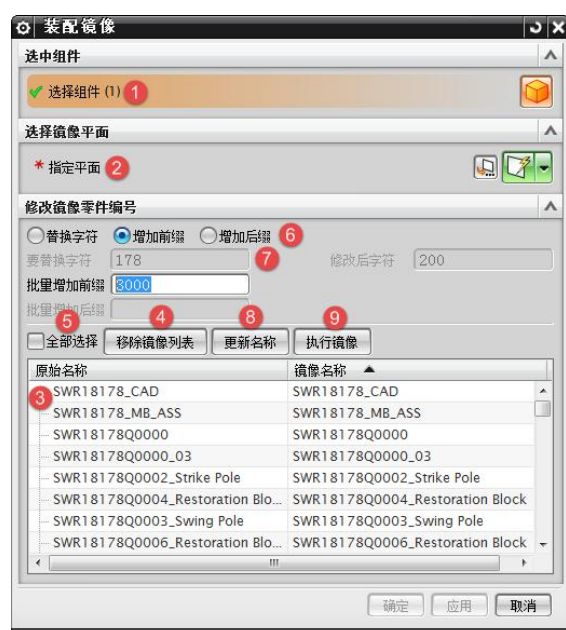 装配镜像
选中组件
选择组件 (1) 1
选择镜像平面
* 指定平面 2
修改镜像零件编号
替换字符 增加前缀 增加后缀 6
要替换字符 178 7 修改后字符 200
批量增加前缀 3000
批量增加后缀
5 4 8 9
全部选择 移除镜像列表 更新名称 执行镜像
原始名称 镜像名称
3 SWR18178_CAD SWR18178_CAD
SWR18178_MB_ASS SWR18178_MB_ASS
SWR18178Q0000 SWR18178Q0000
SWR18178Q0000_03 SWR18178Q0000_03
SWR18178Q0002_Strike Pole SWR18178Q0002_Strike Pole
SWR18178Q0004_Restoration Blo... SWR18178Q0004_Restoration Block
SWR18178Q0003_Swing Pole SWR18178Q0003_Swing Pole
SWR18178Q0006_Restoration Blo... SWR18178Q0006_Restoration Block
确定 应用 取消